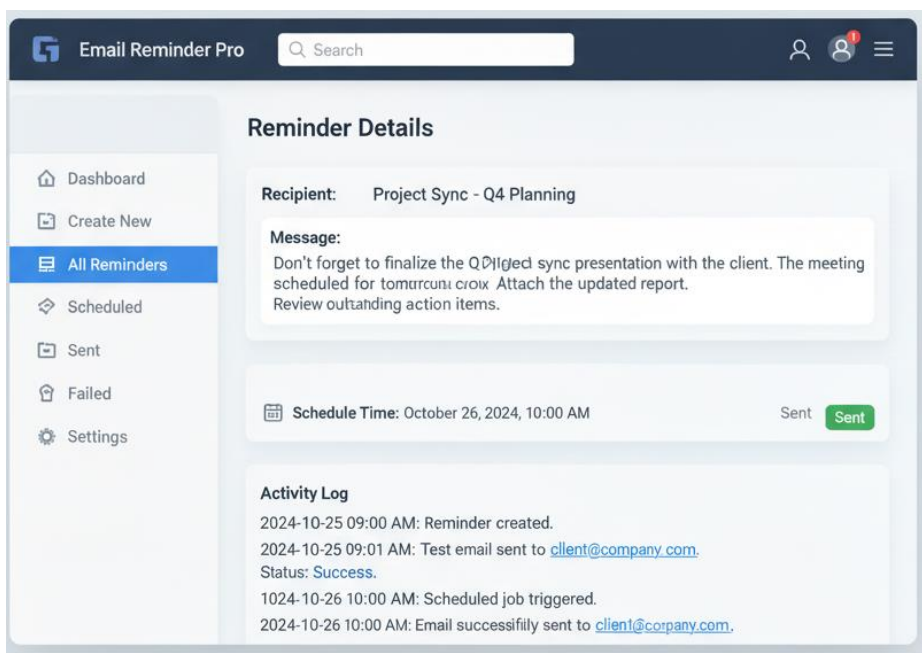 Email Reminder Pro
Search
1
Dashboard
Create New
All Reminders
Scheduled
Sent
Failed
Settings
Reminder Details
Recipient: Project Sync - Q4 Planning
Message:
Don't forget to finalize the sync presentation with the client. The meeting
scheduled for Attach the updated report.
Review action items.
Schedule Time: October 26, 2024, 10:00 AM
Sent Sent
Activity Log
2024-10-25 09:00 AM: Reminder created.
2024-10-25 09:01 AM: Test email sent to cllent@company.com.
Status: Success.
1024-10-26 10:00 AM: Scheduled job triggered.
2024-10-26 10:00 AM: Email sent to